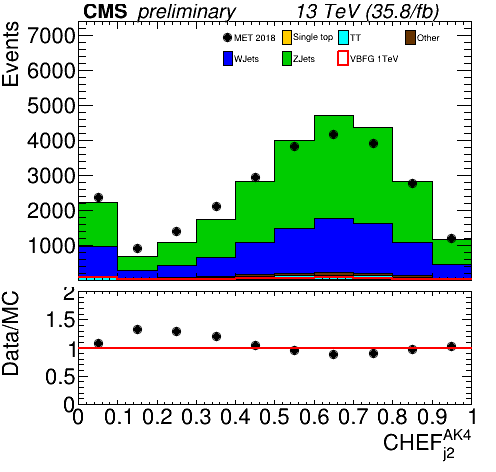 CMS preliminary 13 TeV (35.8/fb)
Events
7000
6000
5000
4000
3000
2000
1000
MET 2018 Single top TT Other
WJets ZJets VBFG 1TeV
Data/MC
2
1.5
1
0.5
0
0 0.1 0.2 0.3 0.4 0.5 0.6 0.7 0.8 0.9 1
CHEF^{AK4}_{j2}